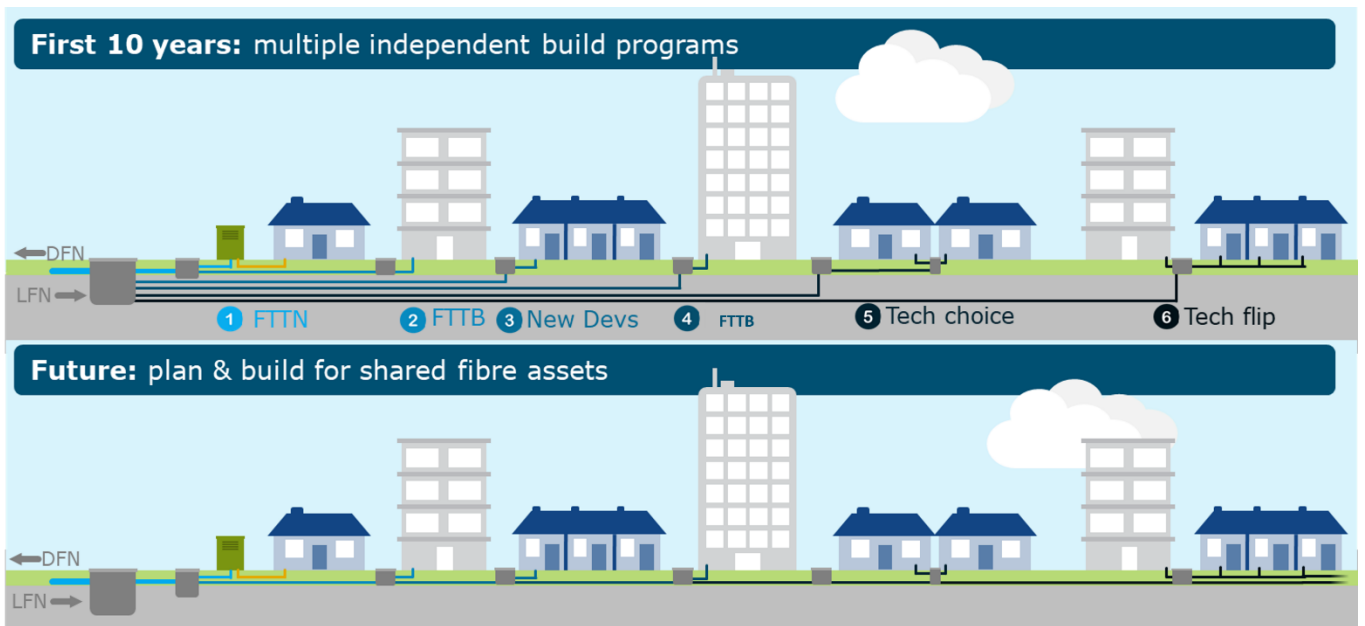 First 10 years: multiple independent build programs
DFN
LFN
1 FTTN
2 FTTB
3 New Devs
4 FTTB
5 Tech choice
6 Tech flip
Future: plan & build for shared fibre assets
DFN
LFN